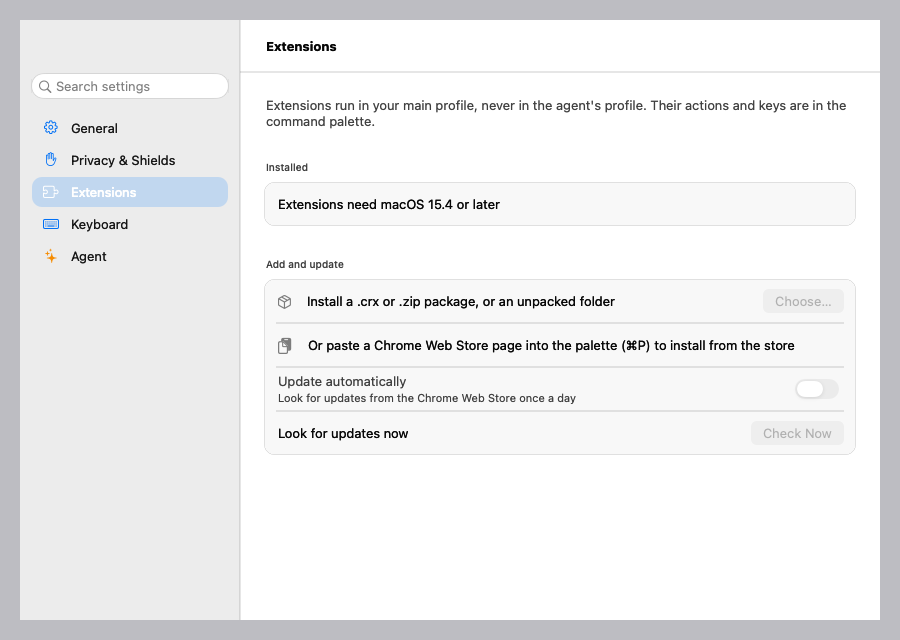 Extensions
Search settings
General
Privacy & Shields
Extensions
Keyboard
Agent
Extensions run in your main profile, never in the agent's profile. Their actions and keys are in the
command palette.
Installed
Extensions need macOS 15.4 or later
Add and update
Install a .crx or .zip package, or an unpacked folder
Choose...
Or paste a Chrome Web Store page into the palette (⌘P) to install from the store
Update automatically
Look for updates from the Chrome Web Store once a day
Look for updates now
Check Now